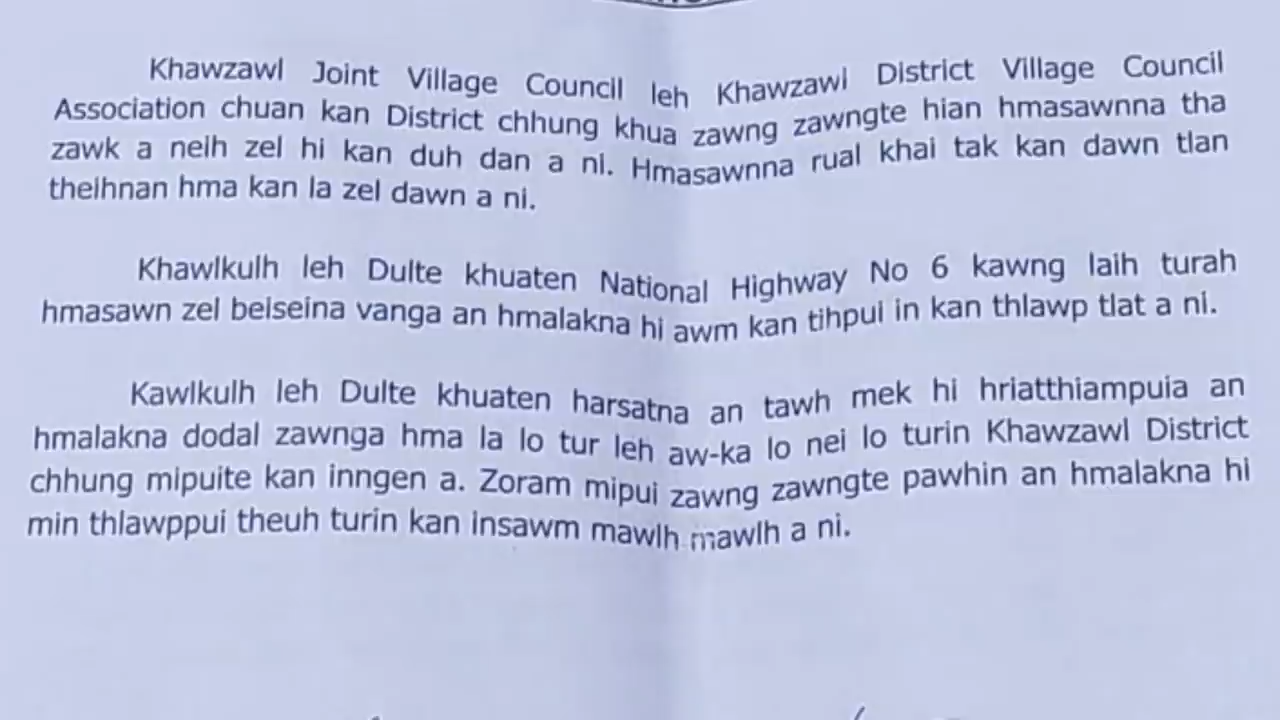 Khawzawl Joint Village Council leh Khawzawl District Village Council
Association chuan kan District chhung khua zawng zawngte hian hmasawnna tha
zawk a neih zel hi kan duh dan a ni. Hmasawnna rual khai tak kan dawn tlan
theihnan hma kan la zel dawn a ni.
Khawlkulh leh Dulte khuaten National Highway No 6 kawng laih turah
hmasawn zel beiseina vanga an hmalakna hi awm kan tihpui in kan thlawp tlat a ni.
Kawlkulh leh Dulte khuaten harsatna an tawh mek hi hriatthiampuia an
hmalakna dodal zawnga hma la lo tur leh aw-ka lo nei lo turin Khawzawl District
chhung mipuite kan inngen a. Zoram mipui zawng zawngte pawhin an hmalakna hi
min thlawppui theuh turin kan insawm mawlh mawlh a ni.